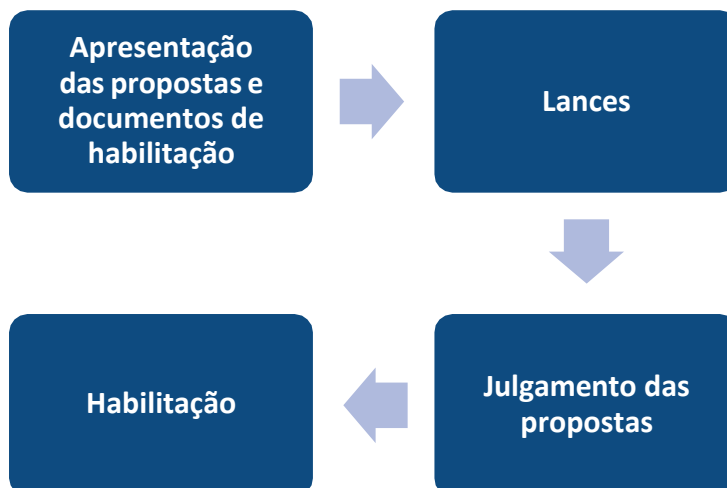 Apresentação
das propostas e
documentos de
habilitação
Lances
Julgamento das
propostas
Habilitação